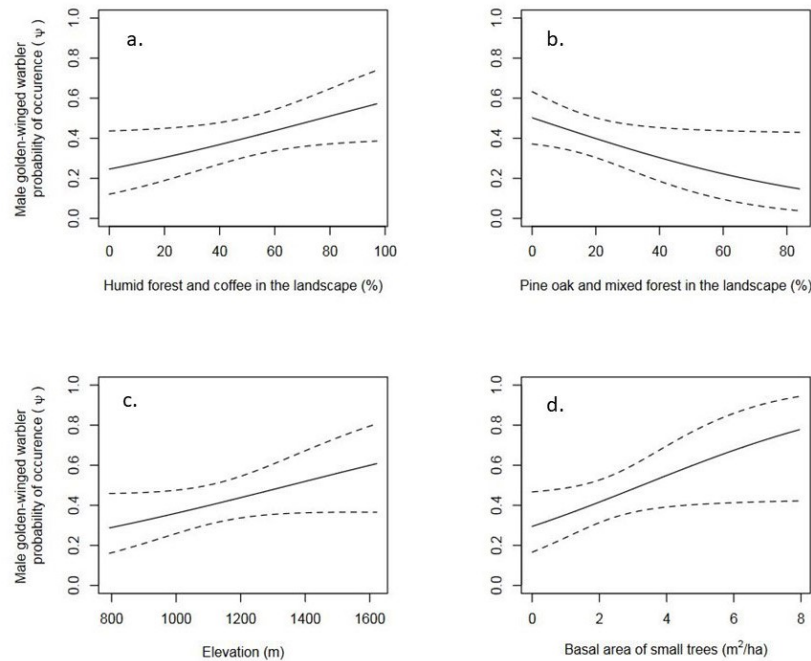 a.
Male golden-winged warbler
probability of occurence ( ψ )
0.0 0.2 0.4 0.6 0.8 1.0
0 20 40 60 80 100
Humid forest and coffee in the landscape (%)
b.
0.0 0.2 0.4 0.6 0.8 1.0
0 20 40 60 80
Pine oak and mixed forest in the landscape (%)
c.
Male golden-winged warbler
probability of occurence ( ψ )
0.0 0.2 0.4 0.6 0.8 1.0
800 1000 1200 1400 1600
Elevation (m)
d.
0.0 0.2 0.4 0.6 0.8 1.0
0 2 4 6 8
Basal area of small trees (m²/ha)